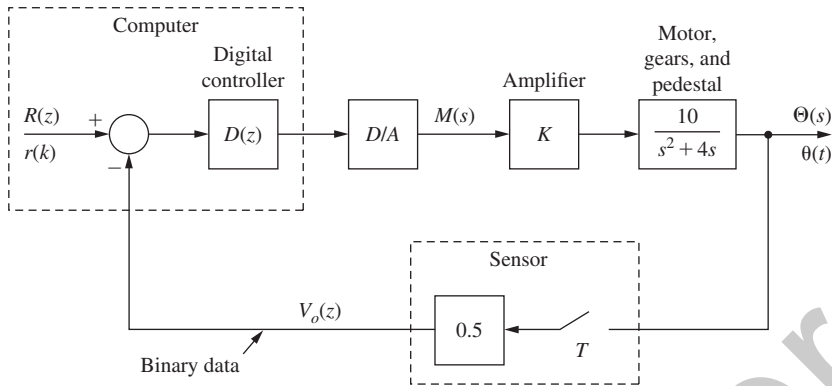 Computer
Digital
controller
Amplifier
Motor,
gears, and
pedestal
R(z)
r(k)
+
−
D(z)
D/A
M(s)
K
10
s² + 4s
Θ(s)
θ(t)
Sensor
V_o(z)
0.5
T
Binary data